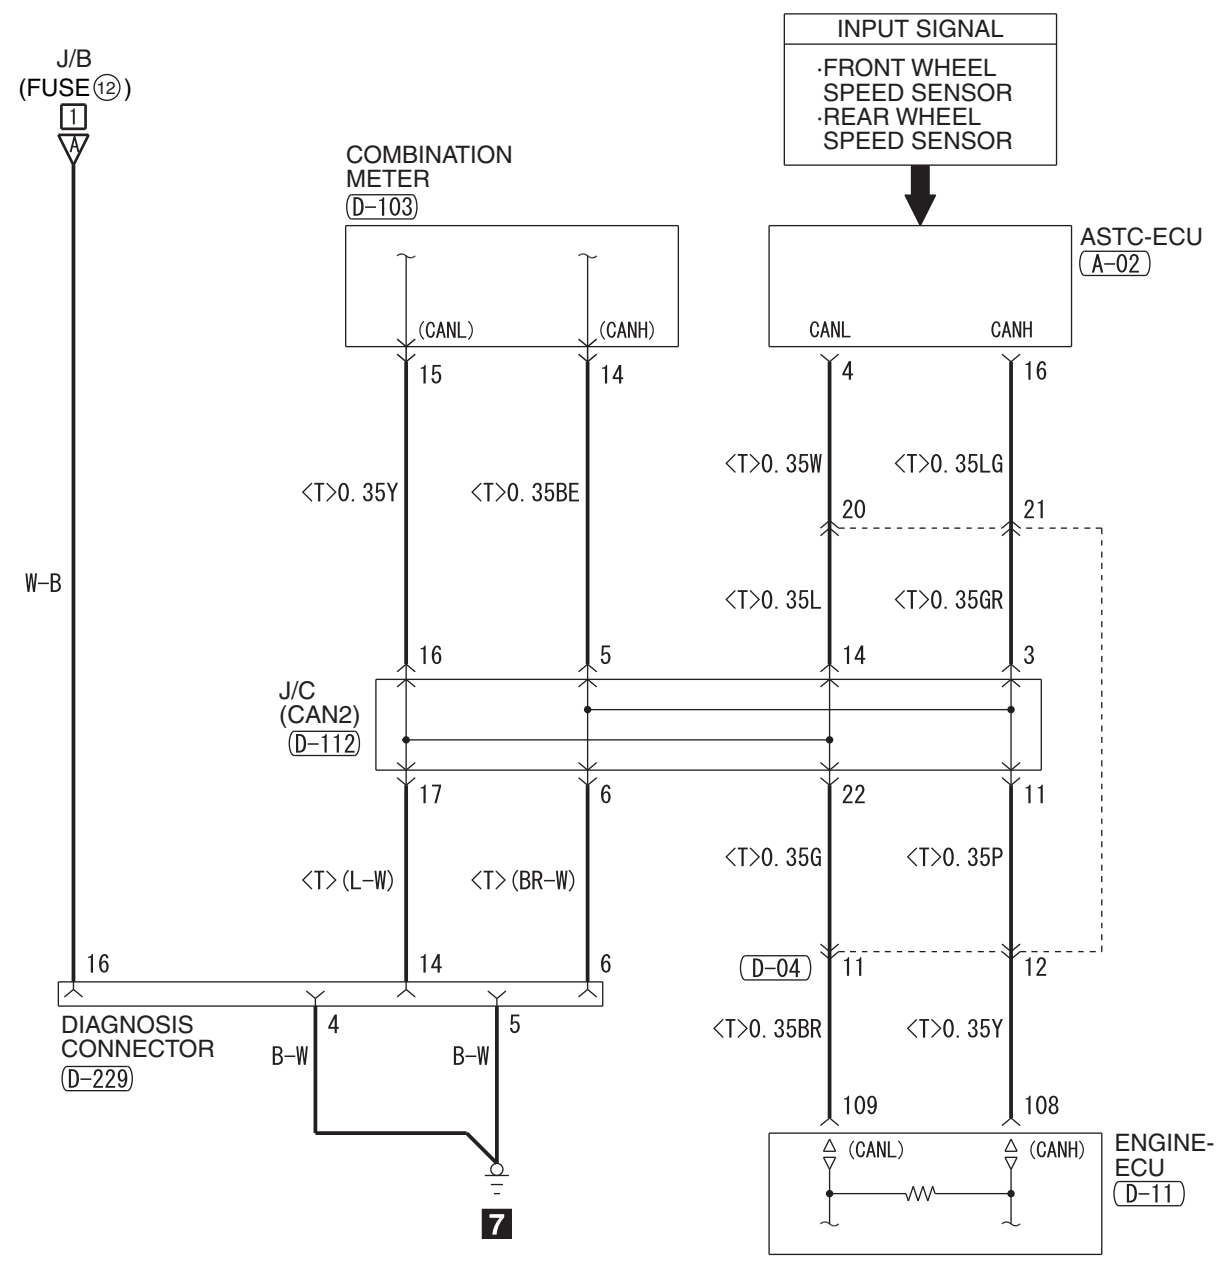 INPUT SIGNAL
·FRONT WHEEL
SPEED SENSOR
·REAR WHEEL
SPEED SENSOR
J/B
(FUSE⑫)
1
A
COMBINATION
METER
D-103
ASTC-ECU
A-02
(CANL)
(CANH)
CANL
CANH
15
14
4
16
<T>0.35Y
<T>0.35BE
<T>0.35W
<T>0.35LG
20
21
W-B
<T>0.35L
<T>0.35GR
16
5
14
3
J/C
(CAN2)
D-112
17
6
22
11
<T>(L-W)
<T>(BR-W)
<T>0.35G
<T>0.35P
16
14
6
D-04
11
12
DIAGNOSIS
CONNECTOR
D-229
4
5
B-W
B-W
<T>0.35BR
<T>0.35Y
109
108
(CANL)
(CANH)
ENGINE-
ECU
D-11
7